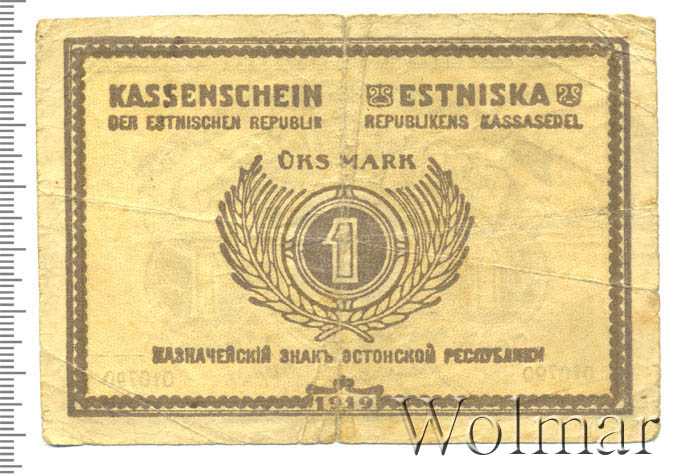 KASSENSCHEIN
DER ESTNISCHEN REPUBLIK
ESTNISKA
REPUBLIKENS KASSASEDEL
ÜKS MARK
1
КАЗНАЧЕЙСКІЙ ЗНАКЪ ЭСТОНСКОЙ РЕСПУБЛИКИ
1919
Wolmar